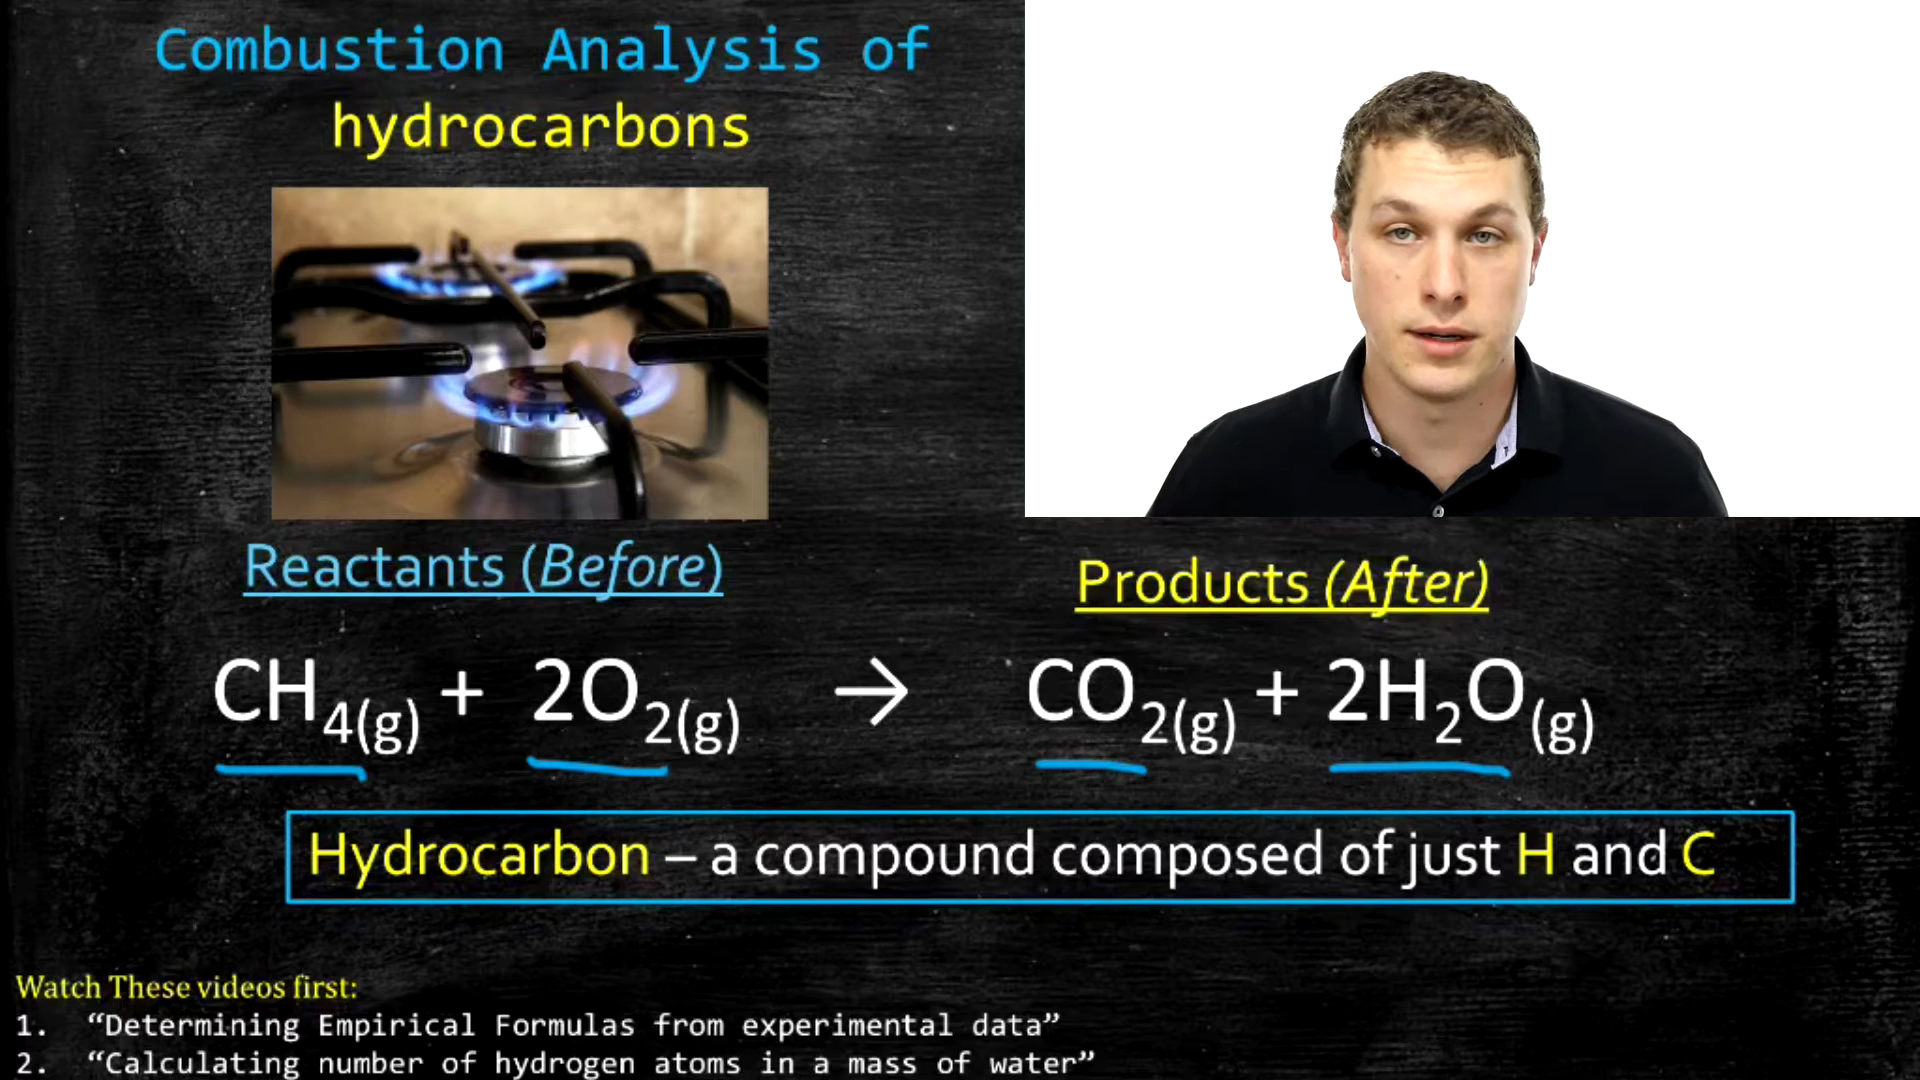 Combustion Analysis of
hydrocarbons
Reactants (Before)
Products (After)
CH₄(g) + 2O₂(g) → CO₂(g) + 2H₂O(g)
Hydrocarbon – a compound composed of just H and C
Watch These videos first:
1. “Determining Empirical Formulas from experimental data”
2. “Calculating number of hydrogen atoms in a mass of water”